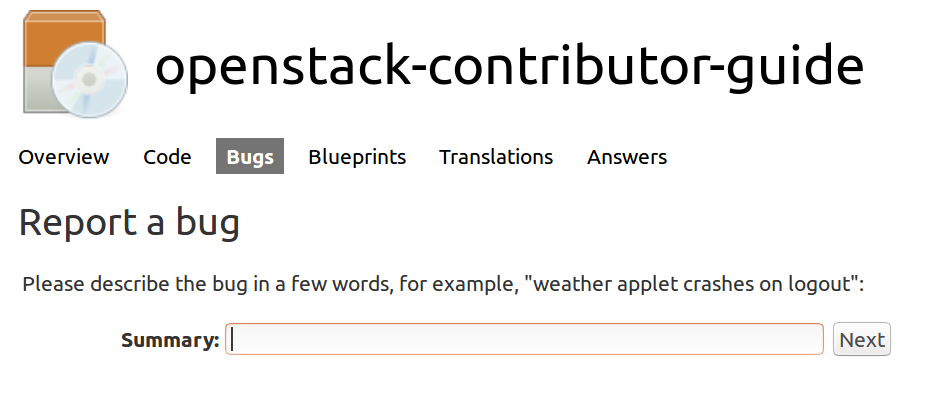 openstack-contributor-guide
Overview Code Bugs Blueprints Translations Answers
Report a bug
Please describe the bug in a few words, for example, "weather applet crashes on logout":
Summary: Next